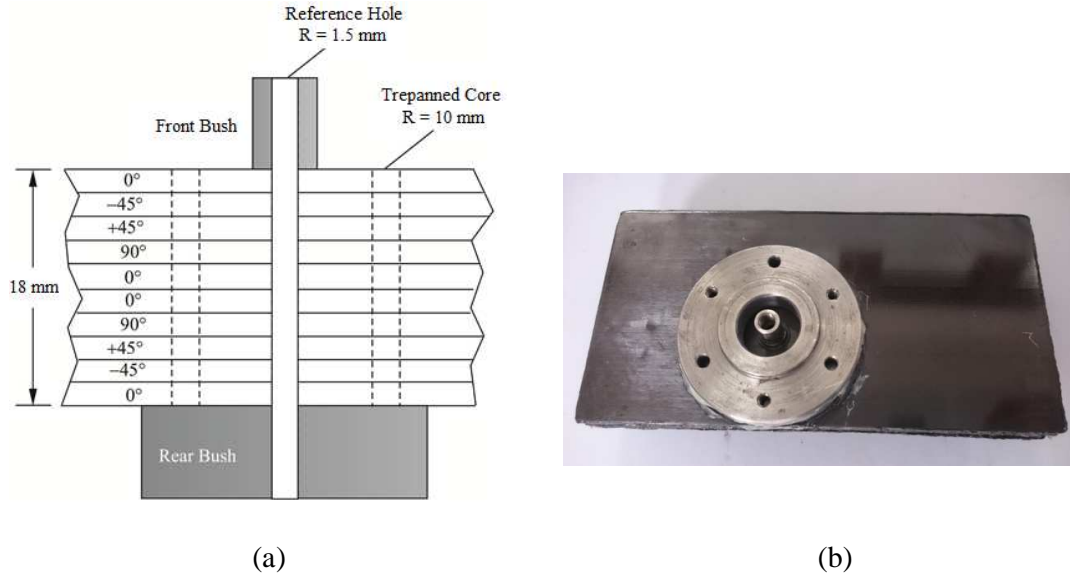 Reference Hole
R = 1.5 mm
Trepanned Core
R = 10 mm
Front Bush
0°
−45°
+45°
90°
0°
18 mm
0°
90°
+45°
−45°
0°
Rear Bush
(a)
(b)